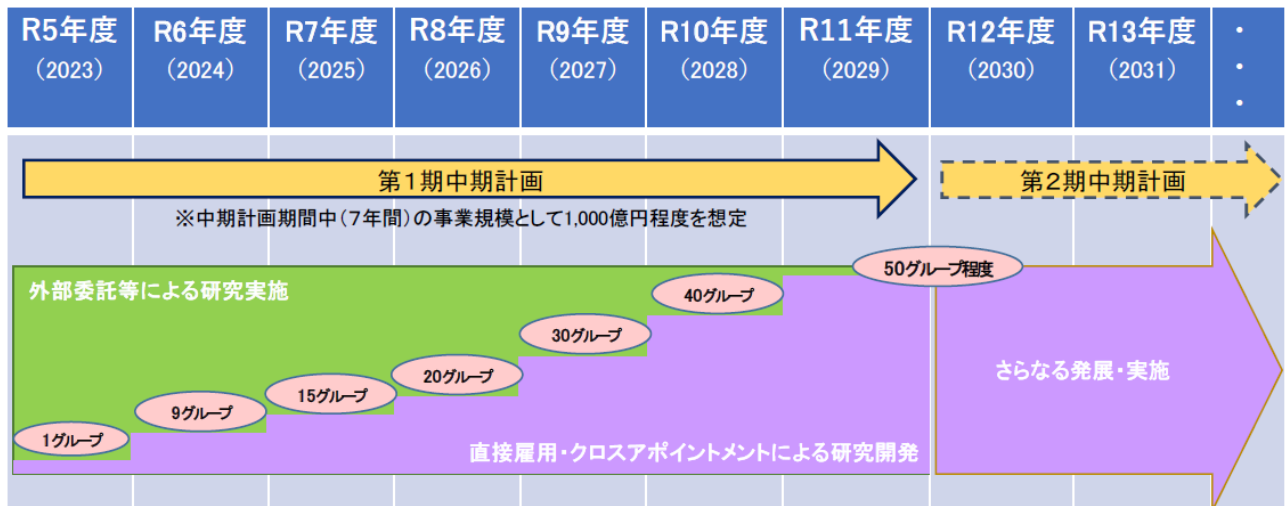 R5年度 R6年度 R7年度 R8年度 R9年度 R10年度 R11年度 R12年度 R13年度 ・
(2023) (2024) (2025) (2026) (2027) (2028) (2029) (2030) (2031) ・
・
第1期中期計画 第2期中期計画
※中期計画期間中(7年間)の事業規模として1,000億円程度を想定
50グループ程度
外部委託等による研究実施
40グループ
30グループ
20グループ
さらなる発展・実施
15グループ
9グループ
1グループ
直接雇用・クロスアポイントメントによる研究開発